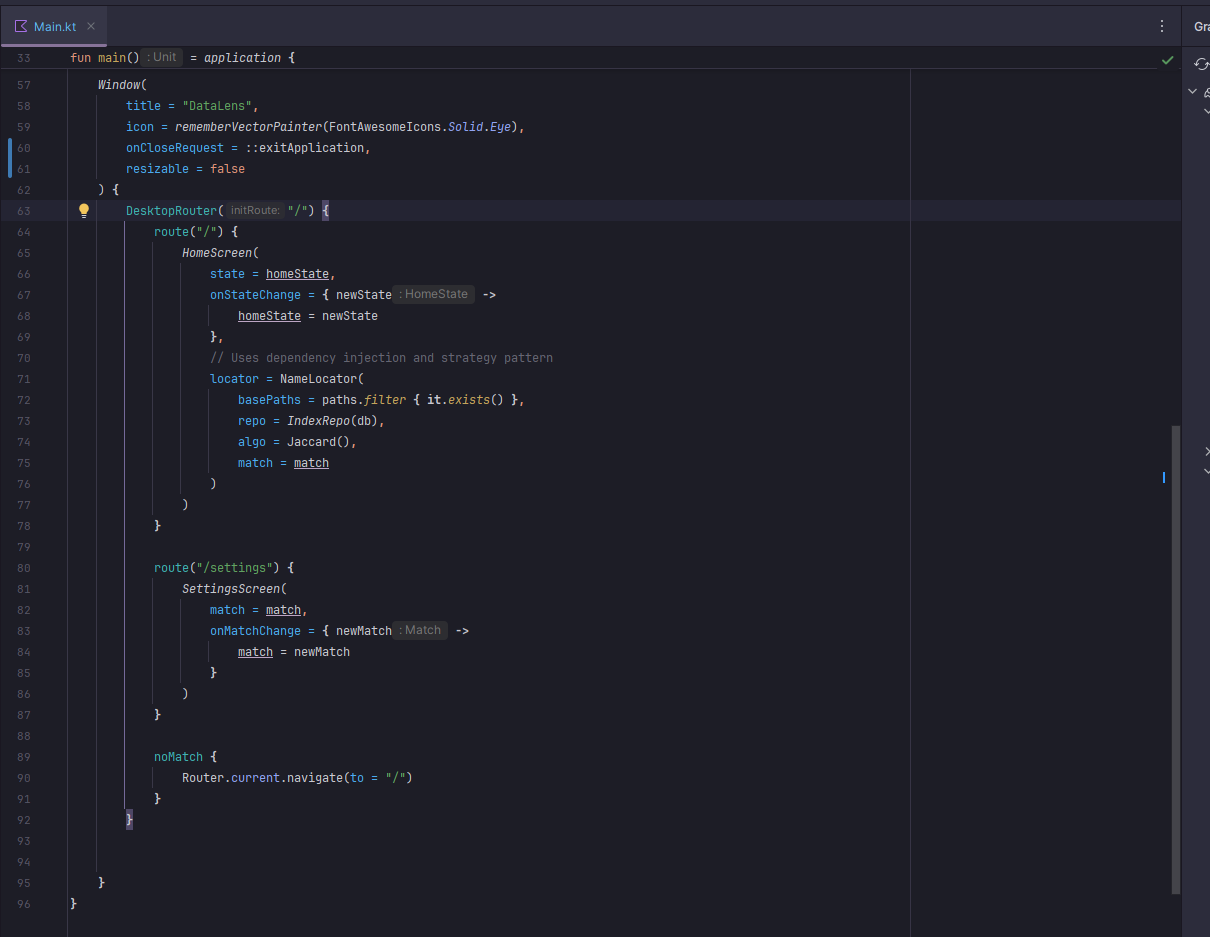 Main.kt
Gra
33 fun main() : Unit = application {
57 Window(
58 title = "DataLens",
59 icon = rememberVectorPainter(FontAwesomeIcons.Solid.Eye),
60 onCloseRequest = ::exitApplication,
61 resizable = false
62 ) {
63 DesktopRouter( initRoute: "/") {
64 route("/") {
65 HomeScreen(
66 state = homeState,
67 onStateChange = { newState : HomeState ->
68 homeState = newState
69 },
70 // Uses dependency injection and strategy pattern
71 locator = NameLocator(
72 basePaths = paths.filter { it.exists() },
73 repo = IndexRepo(db),
74 algo = Jaccard(),
75 match = match
76 )
77 )
78 }
79
80 route("/settings") {
81 SettingsScreen(
82 match = match,
83 onMatchChange = { newMatch : Match ->
84 match = newMatch
85 }
86 )
87 }
88
89 noMatch {
90 Router.current.navigate(to = "/")
91 }
92 }
93
94
95 }
96 }